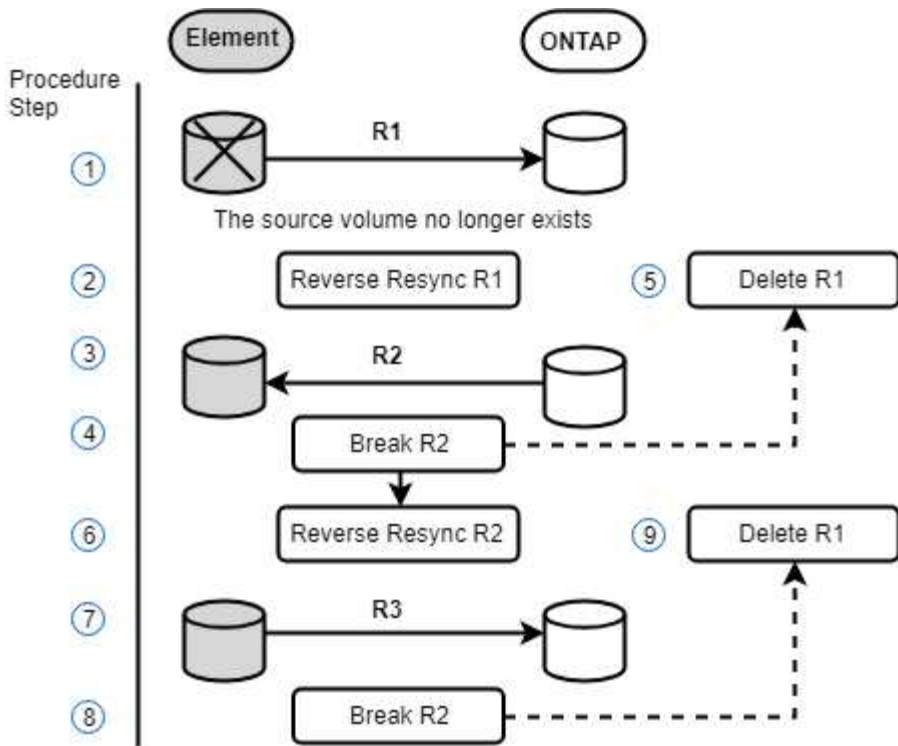 Element
ONTAP
Procedure
Step
R1
1
The source volume no longer exists
2
Reverse Resync R1
5
Delete R1
3
R2
4
Break R2
6
Reverse Resync R2
9
Delete R1
7
R3
8
Break R2